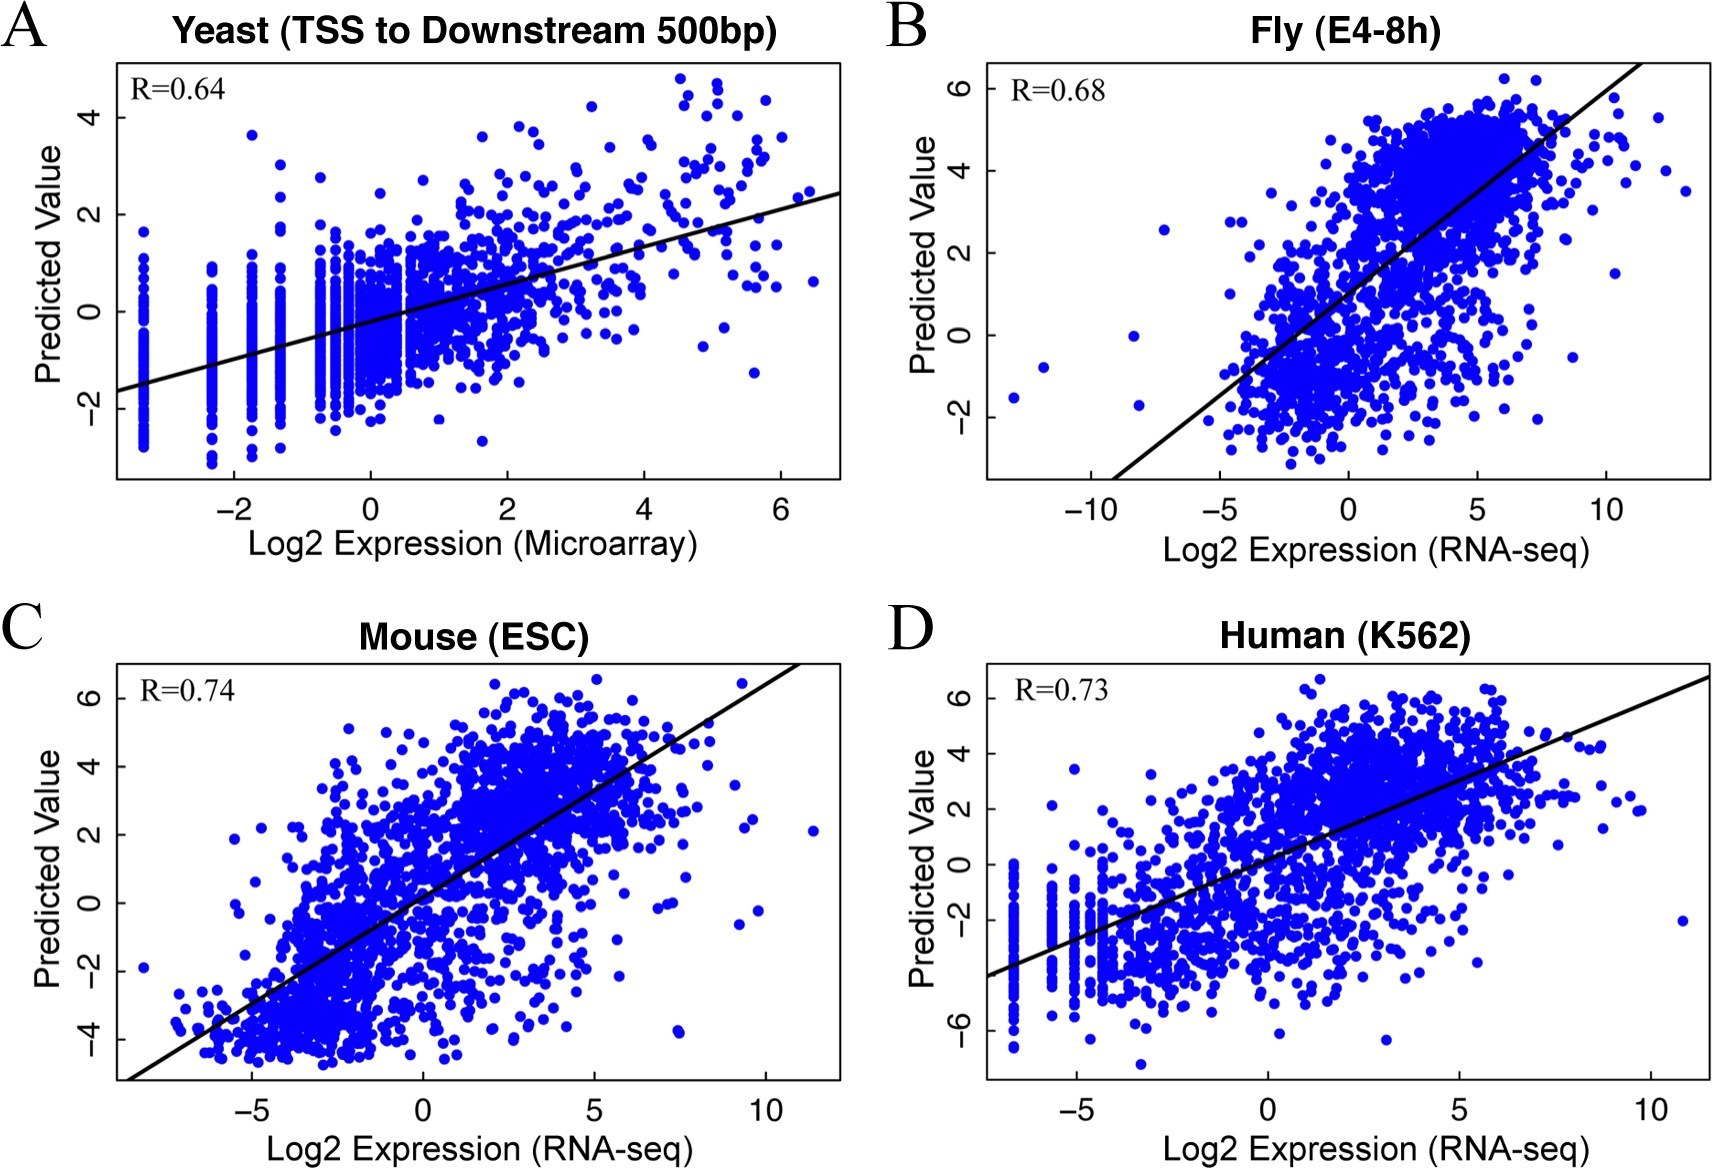 A
Yeast (TSS to Downstream 500bp)
R=0.64
Predicted Value
4
2
0
−2
−2
0
2
4
6
Log2 Expression (Microarray)
B
Fly (E4-8h)
R=0.68
Predicted Value
6
4
2
0
−2
−10
−5
0
5
10
Log2 Expression (RNA-seq)
C
Mouse (ESC)
R=0.74
Predicted Value
6
4
2
0
−2
−4
−5
0
5
10
Log2 Expression (RNA-seq)
D
Human (K562)
R=0.73
Predicted Value
6
4
2
0
−2
−6
−5
0
5
10
Log2 Expression (RNA-seq)